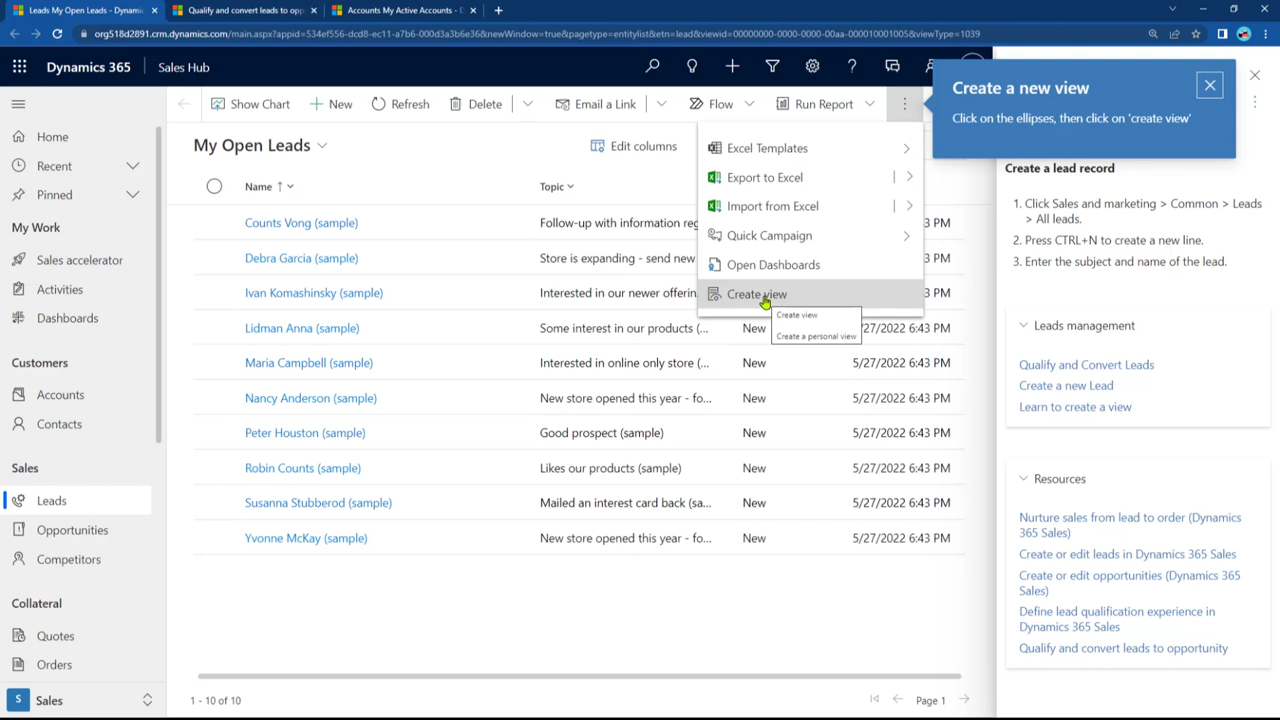 Leads My Open Leads - Dynami
Qualify and convert leads to opp
Accounts My Active Accounts - D
org518d2891.crm.dynamics.com/main.aspx?appid=534ef556-dcd8-ec11-a7b6-000d3a3b36e9&newWindow=true&pagetype=entitylist&etn=lead&viewid=00000000-0000-0000-00aa-000010001005&viewType=1039
Dynamics 365
Sales Hub
Show Chart
New
Refresh
Delete
Email a Link
Flow
Run Report
Create a new view
Click on the ellipses, then click on 'create view'
Home
Recent
Pinned
My Work
Sales accelerator
Activities
Dashboards
Customers
Accounts
Contacts
Sales
Leads
Opportunities
Competitors
Collateral
Quotes
Orders
S
Sales
My Open Leads
Edit columns
Name
Topic
Counts Vong (sample)
Follow-up with information req
3 PM
Debra Garcia (sample)
Store is expanding - send new
3 PM
Ivan Komashinsky (sample)
Interested in our newer offerin
3 PM
Lidman Anna (sample)
Some interest in our products (...
New
5/27/2022 6:43 PM
Maria Campbell (sample)
Interested in online only store (...
New
5/27/2022 6:43 PM
Nancy Anderson (sample)
New store opened this year - fo...
New
5/27/2022 6:43 PM
Peter Houston (sample)
Good prospect (sample)
New
5/27/2022 6:43 PM
Robin Counts (sample)
Likes our products (sample)
New
5/27/2022 6:43 PM
Susanna Stubberod (sample)
Mailed an interest card back (sa...
New
5/27/2022 6:43 PM
Yvonne McKay (sample)
New store opened this year - fo...
New
5/27/2022 6:43 PM
1 - 10 of 10
Page 1
Excel Templates
Export to Excel
Import from Excel
Quick Campaign
Open Dashboards
Create view
Create view
Create a personal view
Create a lead record
1. Click Sales and marketing > Common > Leads
> All leads.
2. Press CTRL+N to create a new line.
3. Enter the subject and name of the lead.
Leads management
Qualify and Convert Leads
Create a new Lead
Learn to create a view
Resources
Nurture sales from lead to order (Dynamics
365 Sales)
Create or edit leads in Dynamics 365 Sales
Create or edit opportunities (Dynamics 365
Sales)
Define lead qualification experience in
Dynamics 365 Sales
Qualify and convert leads to opportunity